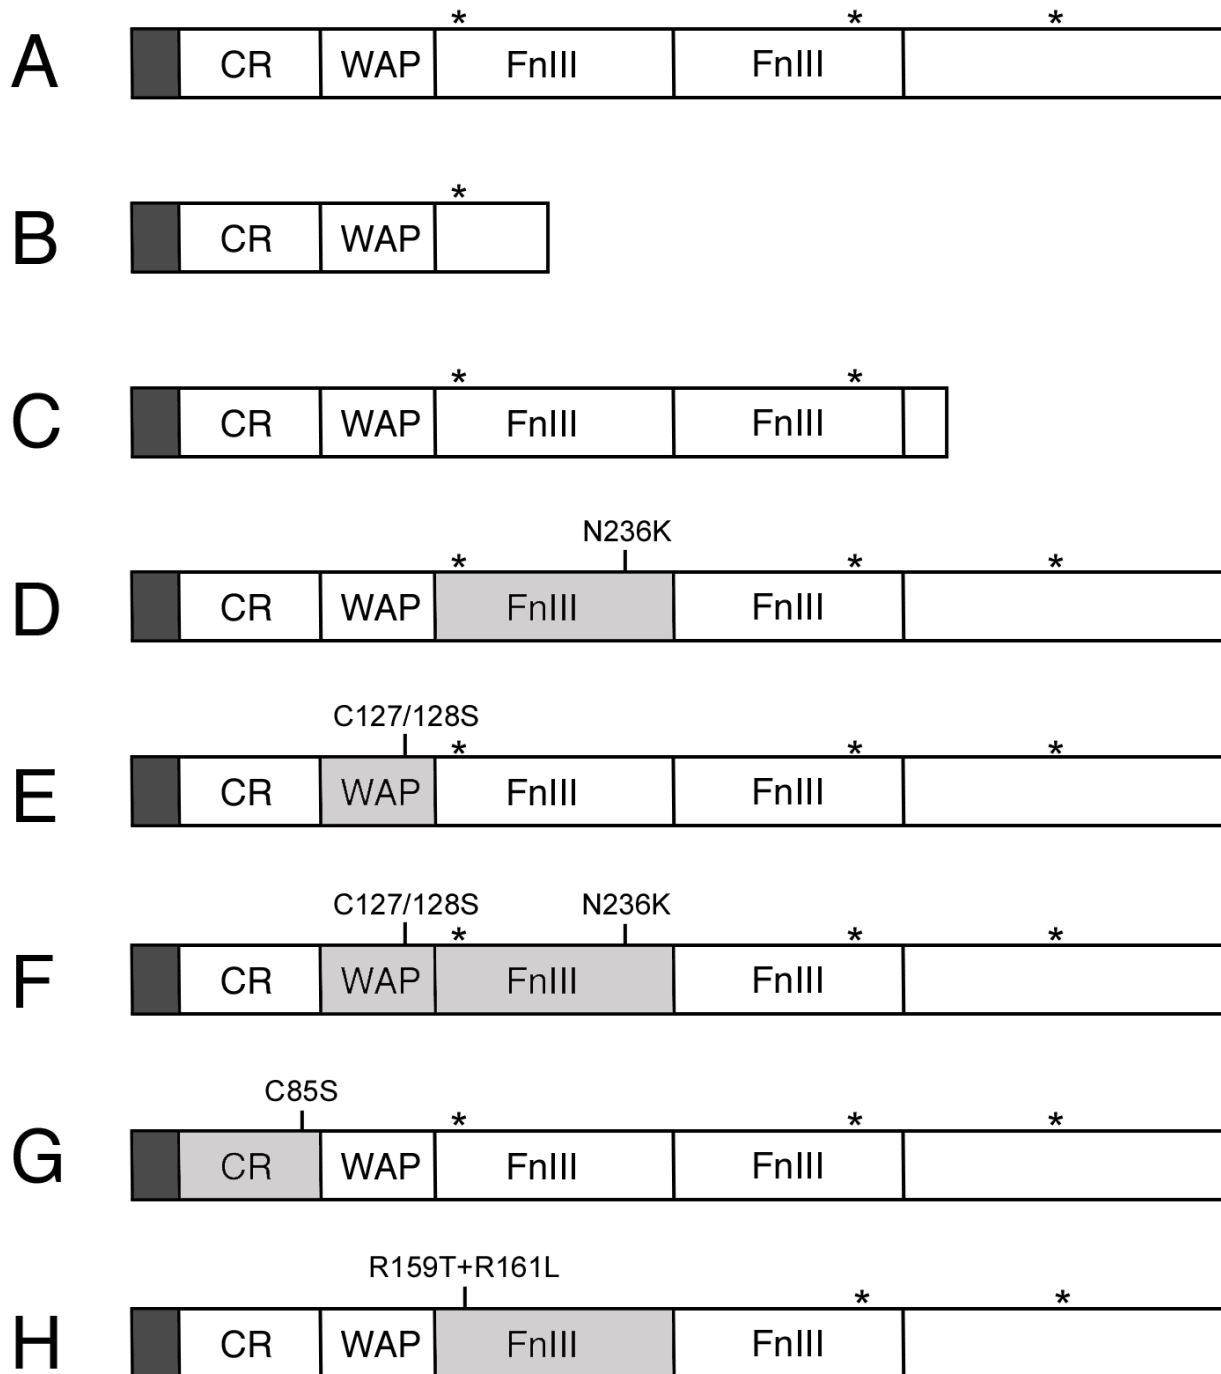 * * *
A CR WAP FnIII FnIII
*
B CR WAP
* *
C CR WAP FnIII FnIII
N236K
* * *
D CR WAP FnIII FnIII
C127/128S
* * *
E CR WAP FnIII FnIII
C127/128S N236K
* * *
F CR WAP FnIII FnIII
C85S
* * *
G CR WAP FnIII FnIII
R159T+R161L
* *
H CR WAP FnIII FnIII